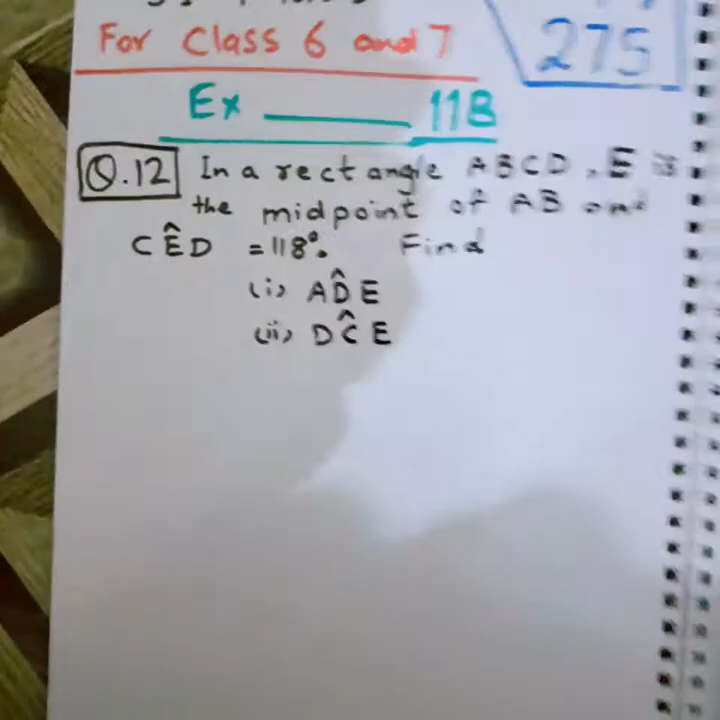 For Class 6 and 7
275
Ex ________ 11B
Q.12 In a rectangle ABCD, E is
the midpoint of AB and
CÊD = 118°. Find
(i) AD̂E
(ii) DĈE